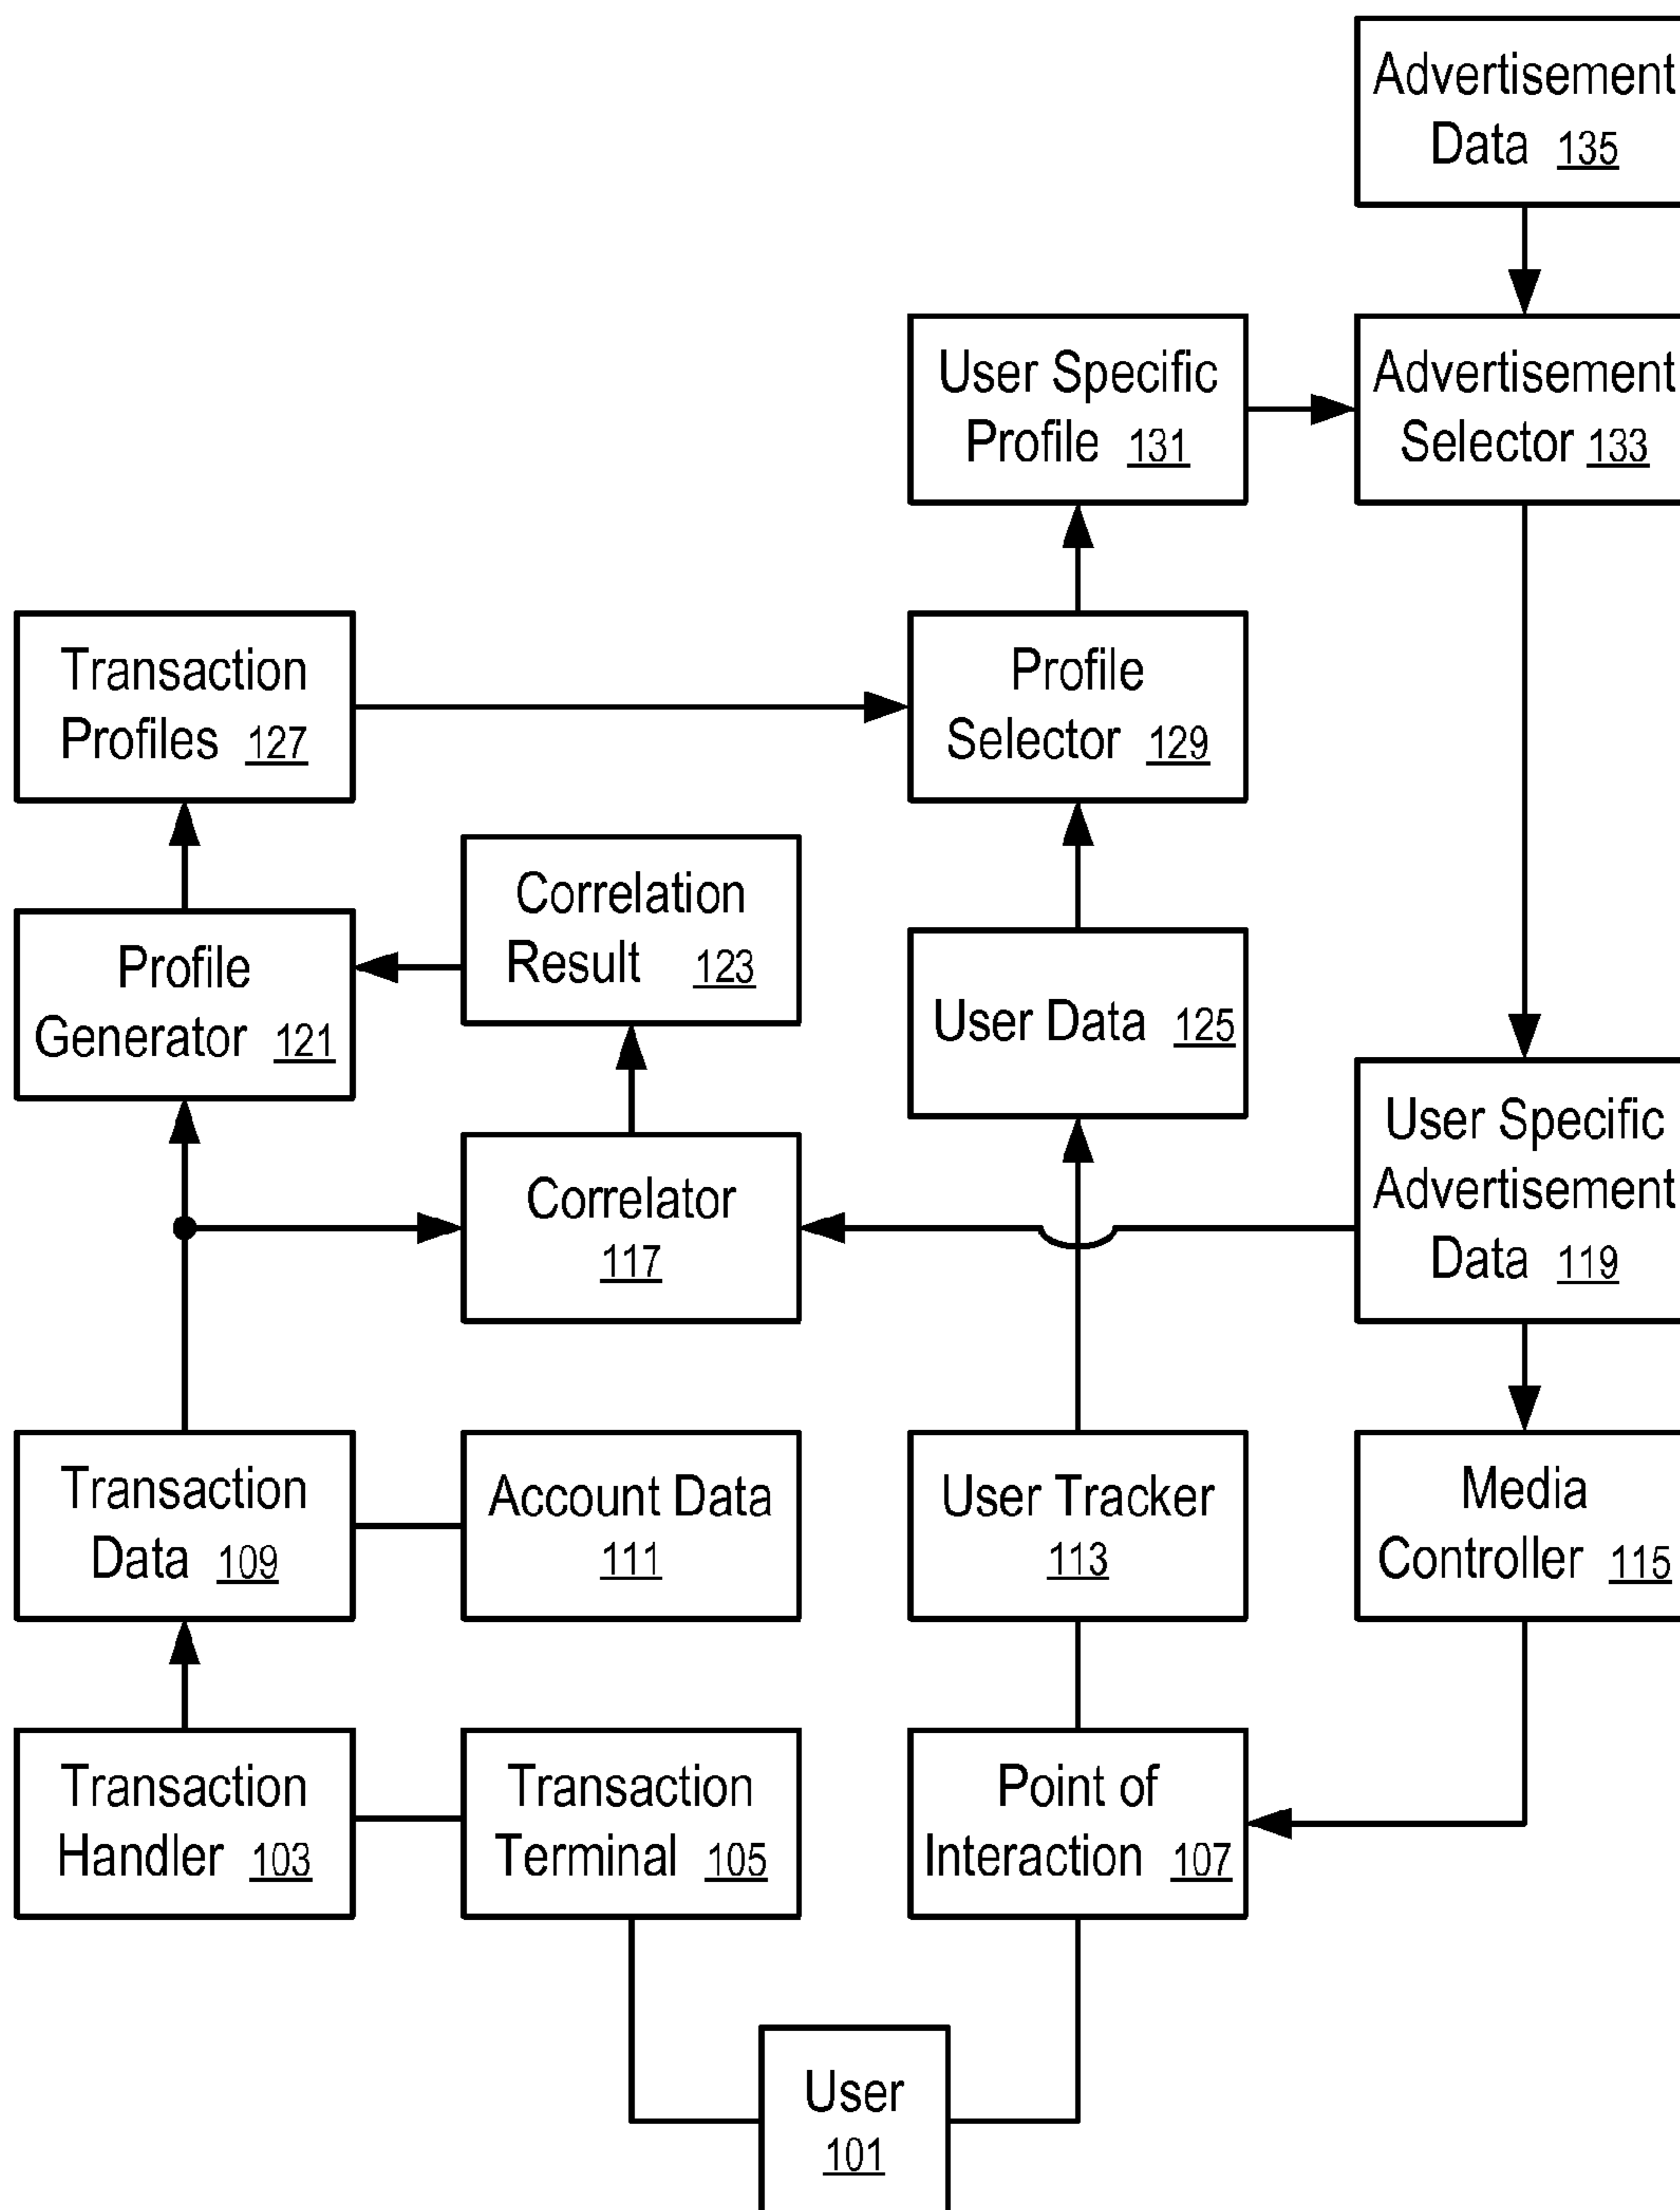 Advertisement
Data 135
User Specific
Profile 131
Advertisement
Selector 133
Transaction
Profiles 127
Profile
Selector 129
Correlation
Result 123
Profile
Generator 121
User Data 125
User Specific
Advertisement
Data 119
Correlator
117
Transaction
Data 109
Account Data
111
User Tracker
113
Media
Controller 115
Transaction
Handler 103
Transaction
Terminal 105
Point of
Interaction 107
User
101